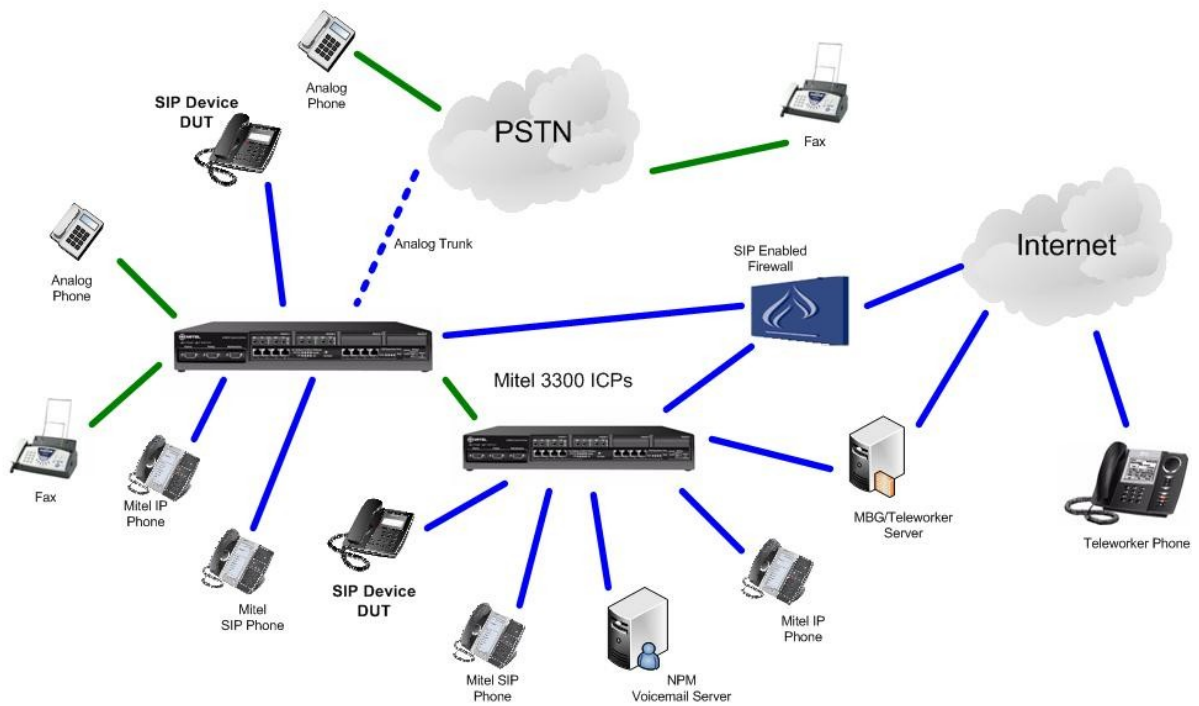 Analog
Phone
SIP Device
DUT
PSTN
Fax
Analog Trunk
Analog
Phone
SIP Enabled
Firewall
Internet
MITEL
Mitel 3300 ICPs
MITEL
Fax
Mitel IP
Phone
Mitel
SIP Phone
SIP Device
DUT
Mitel SIP
Phone
NPM
Voicemail Server
Mitel IP
Phone
MBG/Teleworker
Server
Teleworker Phone